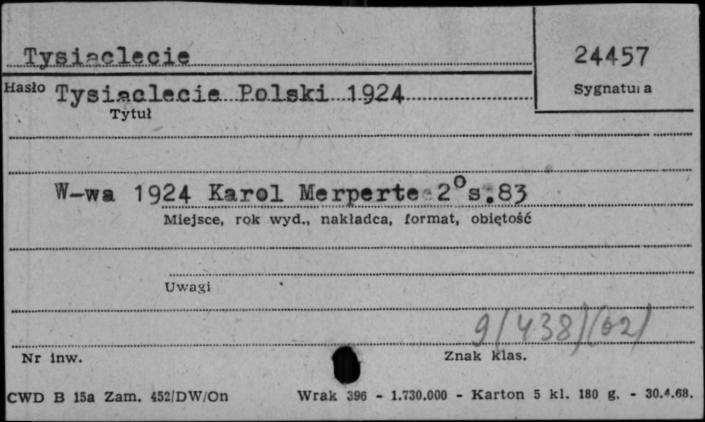 Tysiaclecie
24457
Hasło
Sygnatura
Tysiaclecie Polski 1924
Tytuł
W-wa 1924 Karol Merperte 2° s.83
Miejsce, rok wyd., nakładca, format, obiętość
Uwagi
9(438)(02)
Nr inw.
Znak klas.
CWD B 15a Zam. 452/DW/On
Wrak 396 - 1.730.000 - Karton 5 kl. 180 g. - 30.4.68.